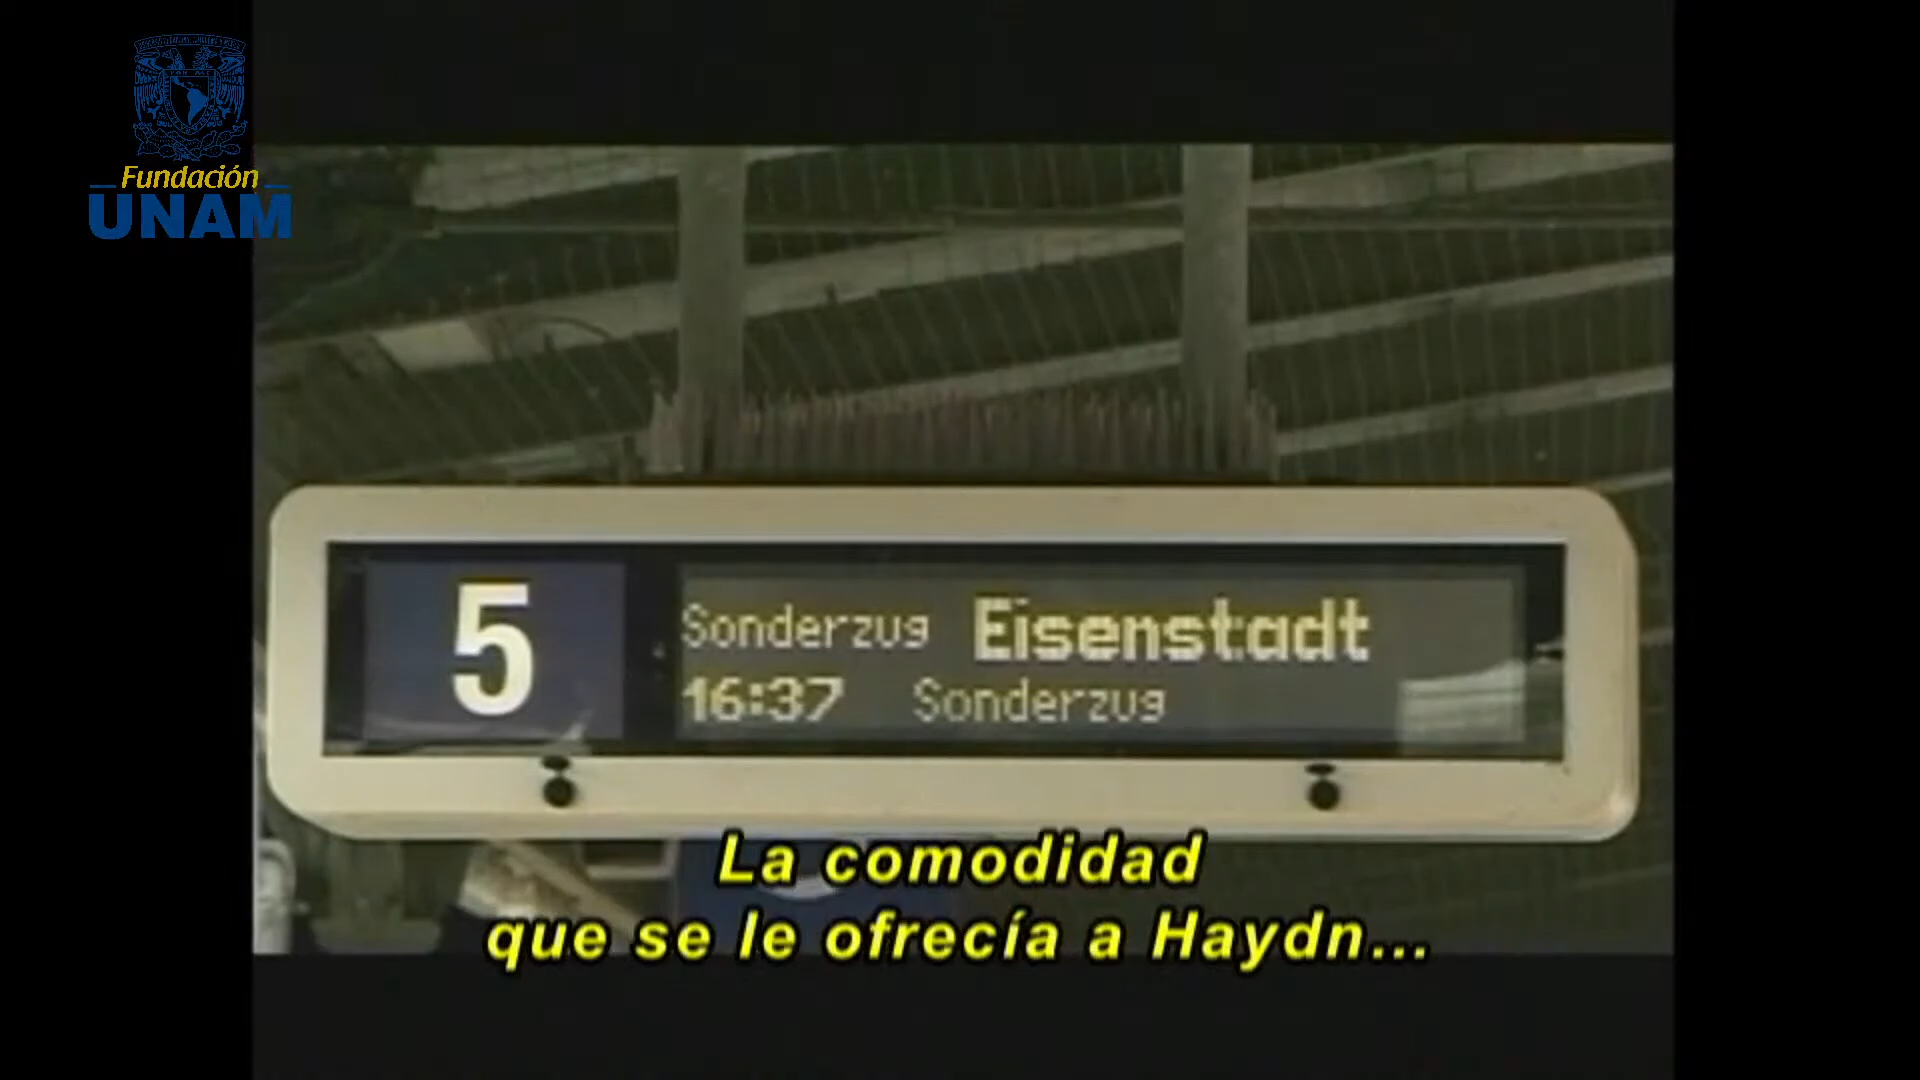 Fundación
UNAM
5
Sonderzug Eisenstadt
16:37 Sonderzug
La comodidad
que se le ofrecía a Haydn...